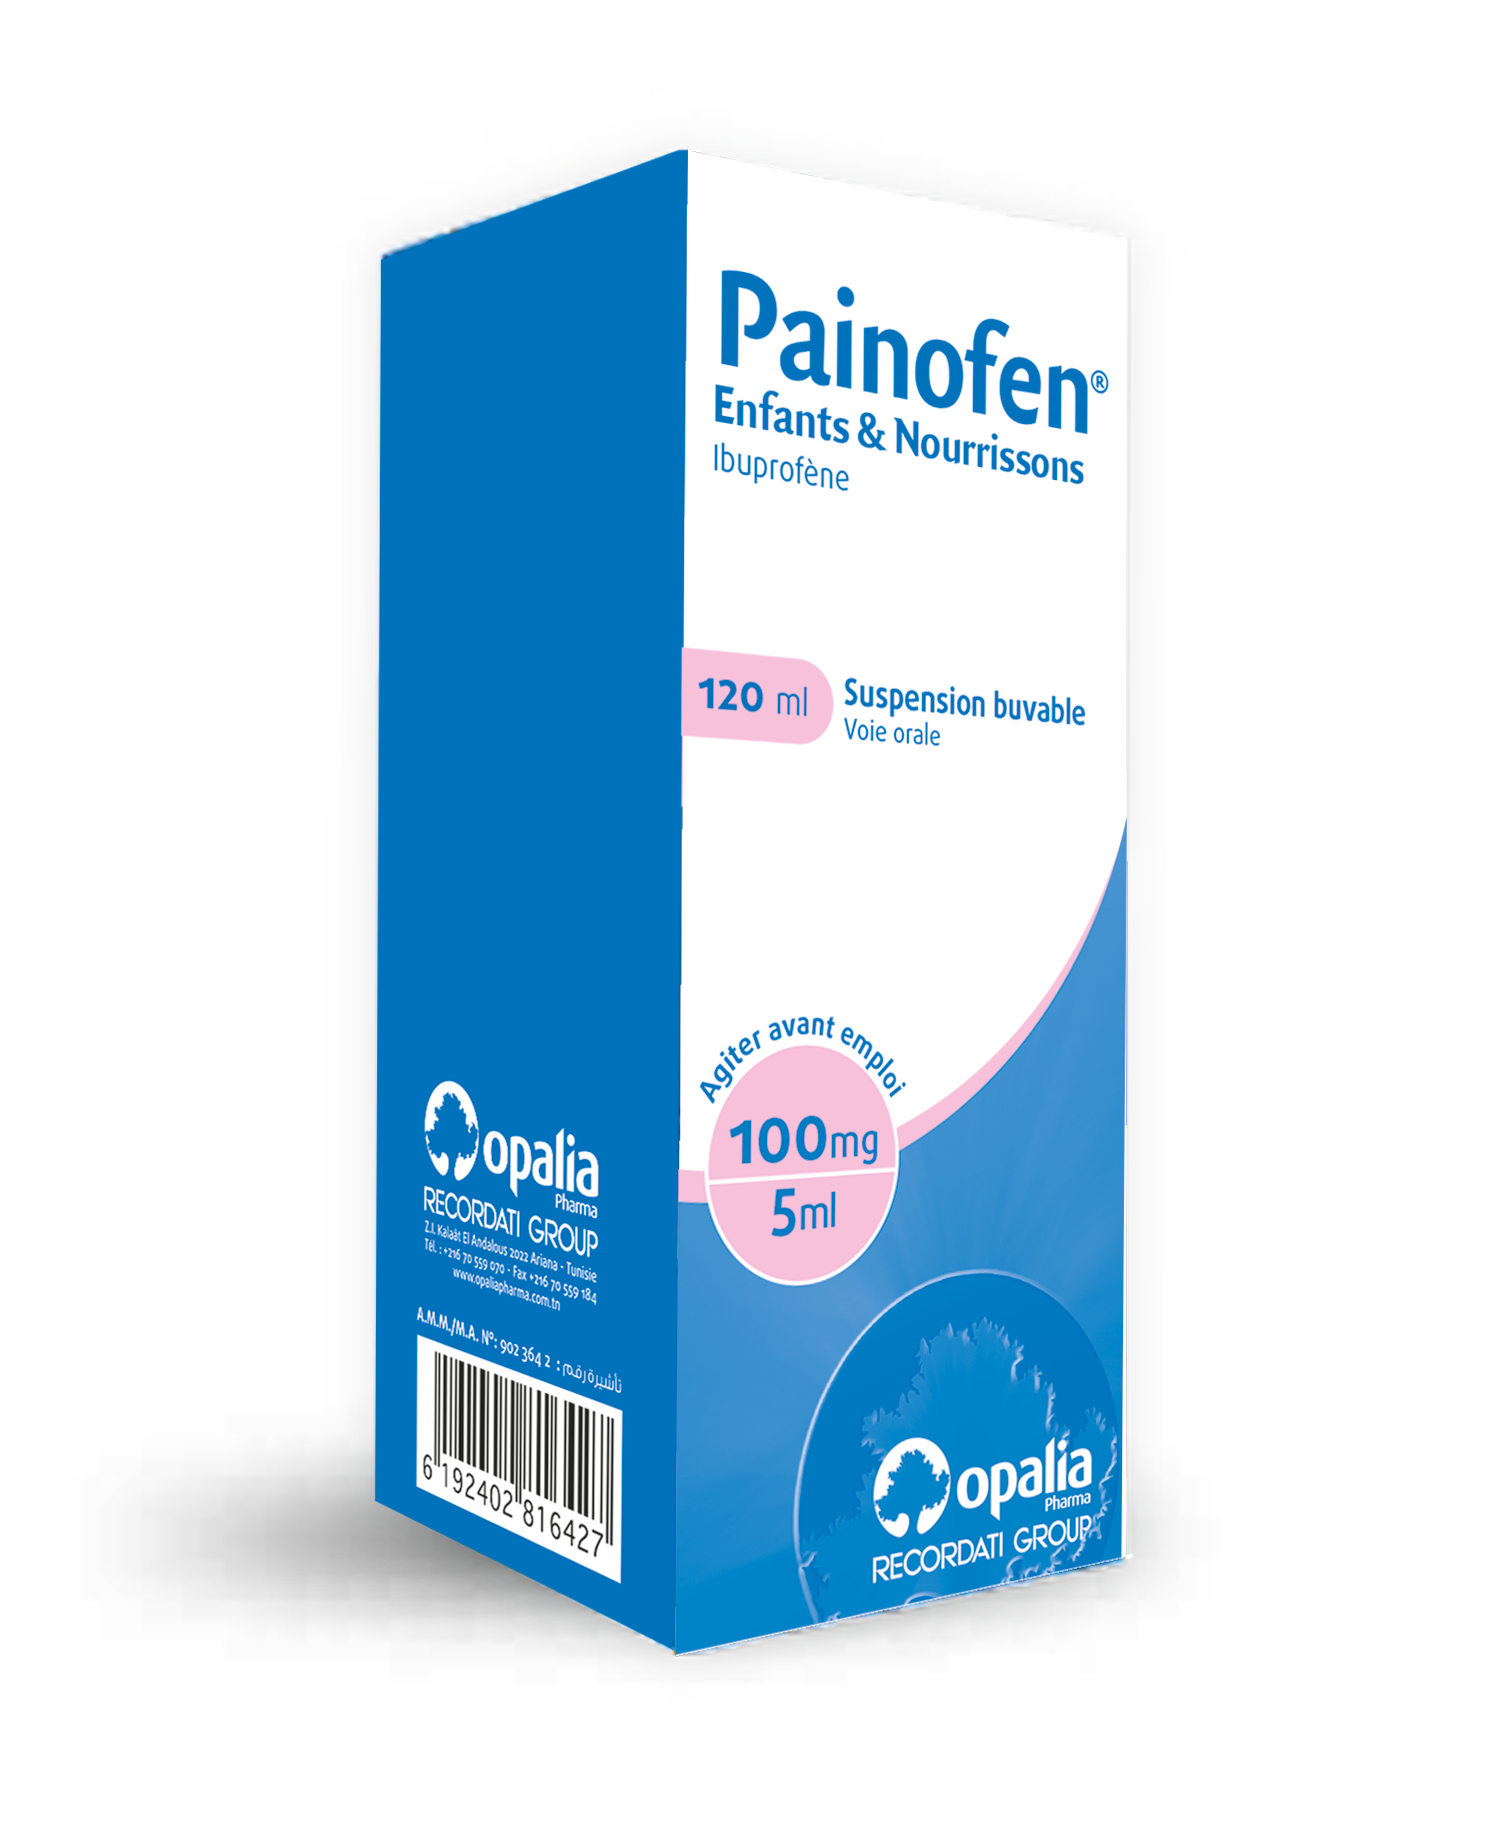 Painofen®
Enfants & Nourrissons
Ibuprofène
120 ml
Suspension buvable
Voie orale
Agiter avant emploi
100mg
5ml
opalia
Pharma
RECORDATI GROUP
opalia
Pharma
RECORDATI GROUP
Z.I. Kalaât El Andalous 2022 Ariana - Tunisie
Tél. : +216 70 559 070 - Fax +216 70 559 184
www.opaliapharma.com.tn
A.M.M./M.A. N°: 902 364 2 : تأشيرة رقم
6 192402 816427